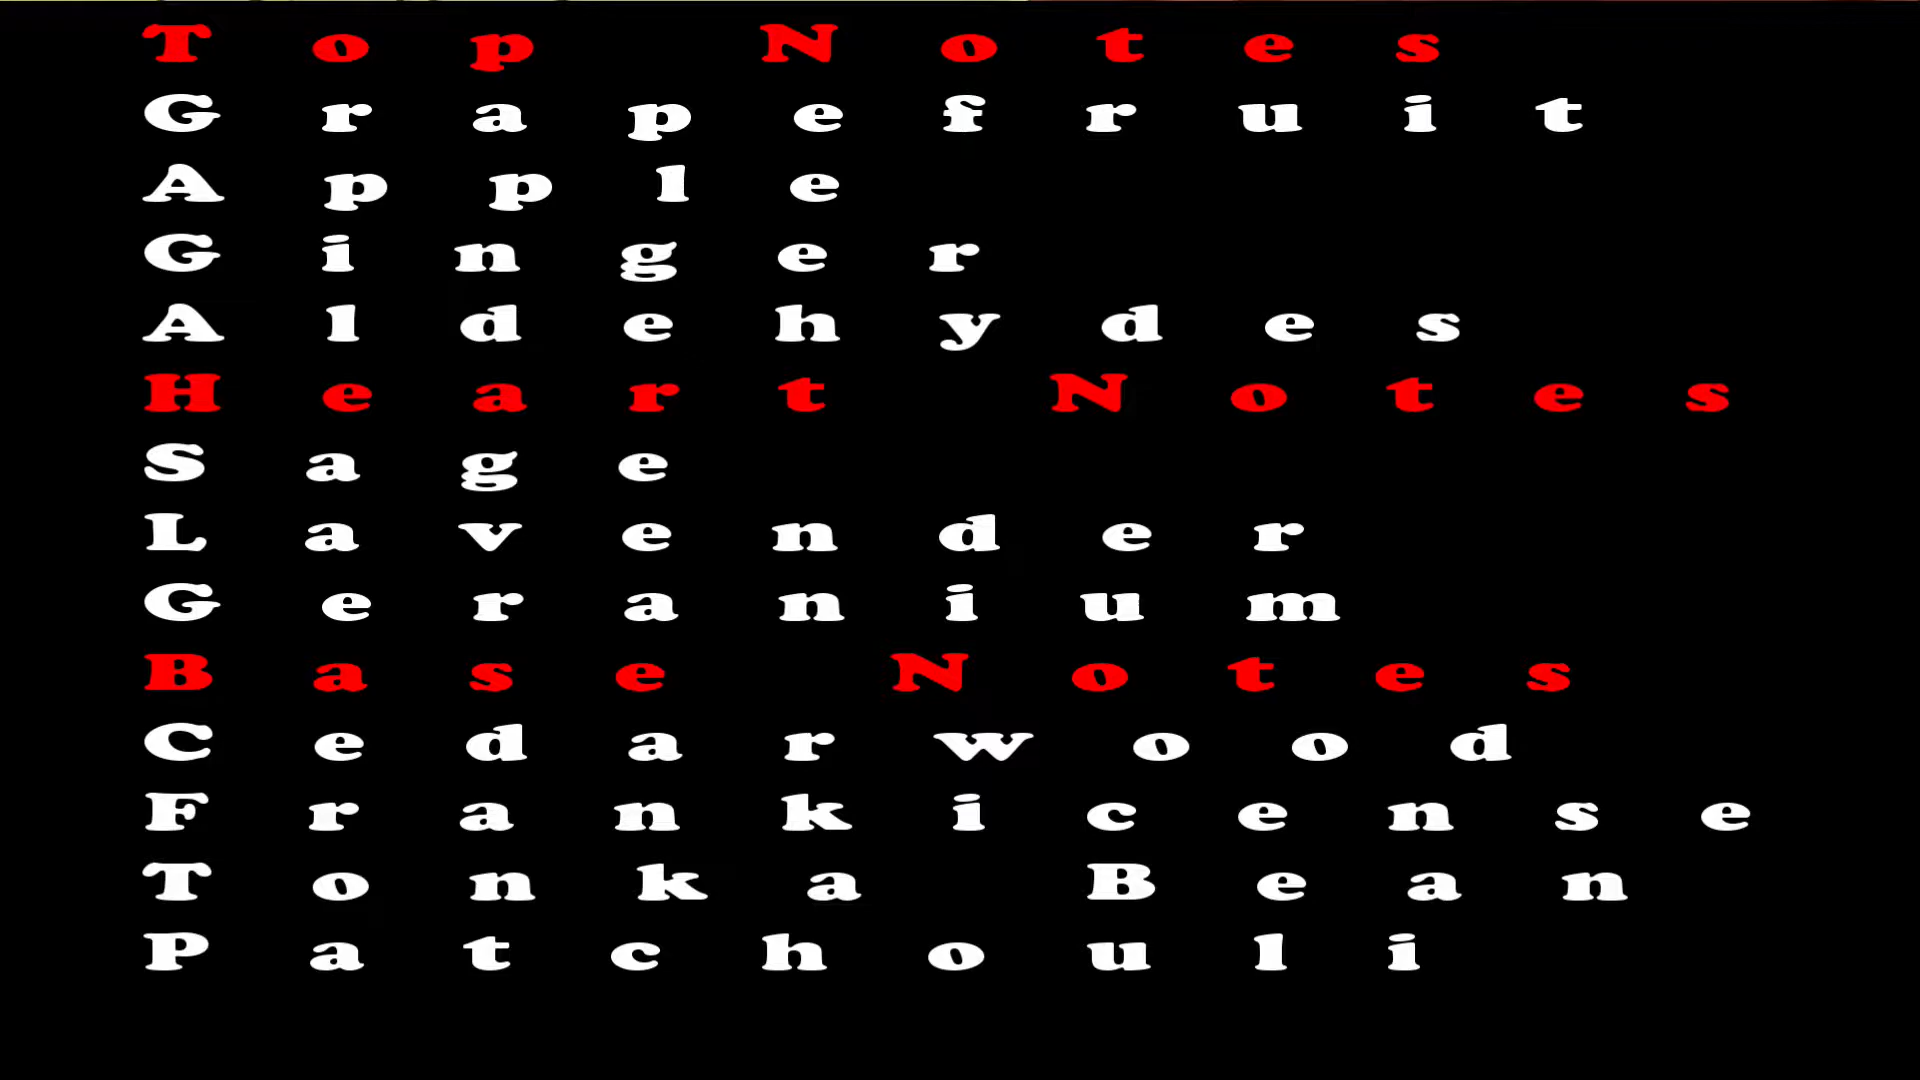 Top Notes
Grapefruit
Apple
Ginger
Aldehydes
Heart Notes
Sage
Lavender
Geranium
Base Notes
Cedarwood
Frankicense
Tonka Bean
Patchouli